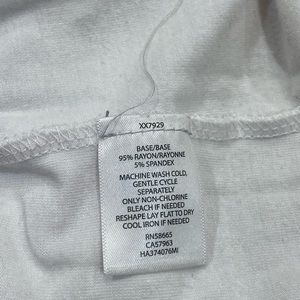 XX7929
BASE/BASE
95% RAYON/RAYONNE
5% SPANDEX
MACHINE WASH COLD,
GENTLE CYCLE
SEPARATELY
ONLY NON-CHLORINE
BLEACH IF NEEDED
RESHAPE LAY FLAT TO DRY
COOL IRON IF NEEDED
RN58665
CA57963
HA374076MI